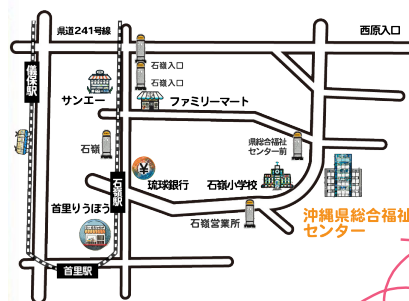 県道241号線
西原入口
儀保駅
石嶺入口
石嶺入口
サンエー
ファミリーマート
石嶺
県総合福祉
センター前
石嶺駅
琉球銀行
石嶺小学校
首里りうぼう
石嶺営業所
沖縄県総合福祉
センター
首里駅